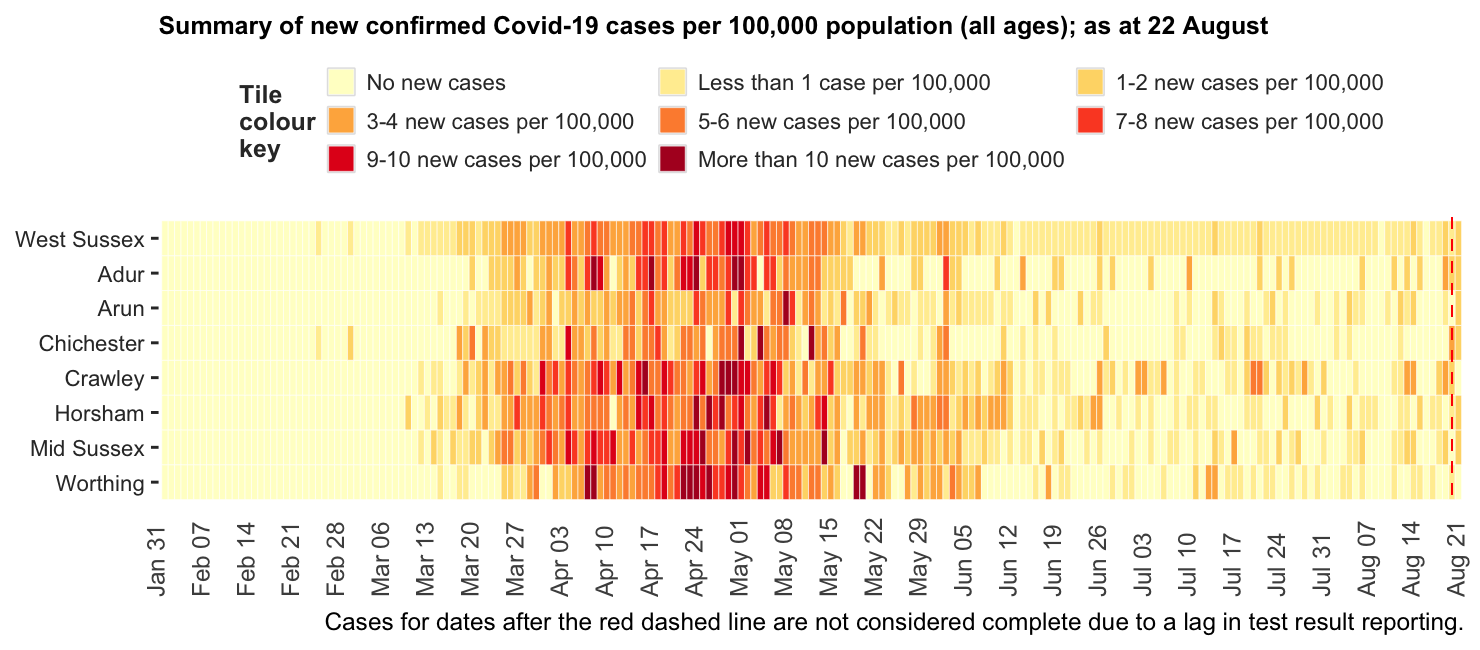 Summary of new confirmed Covid-19 cases per 100,000 population (all ages); as at 22 August
Tile
colour
key
No new cases
Less than 1 case per 100,000
1-2 new cases per 100,000
3-4 new cases per 100,000
5-6 new cases per 100,000
7-8 new cases per 100,000
9-10 new cases per 100,000
More than 10 new cases per 100,000
West Sussex
Adur
Arun
Chichester
Crawley
Horsham
Mid Sussex
Worthing
Jan 31
Feb 07
Feb 14
Feb 21
Feb 28
Mar 06
Mar 13
Mar 20
Mar 27
Apr 03
Apr 10
Apr 17
Apr 24
May 01
May 08
May 15
May 22
May 29
Jun 05
Jun 12
Jun 19
Jun 26
Jul 03
Jul 10
Jul 17
Jul 24
Jul 31
Aug 07
Aug 14
Aug 21
Cases for dates after the red dashed line are not considered complete due to a lag in test result reporting.